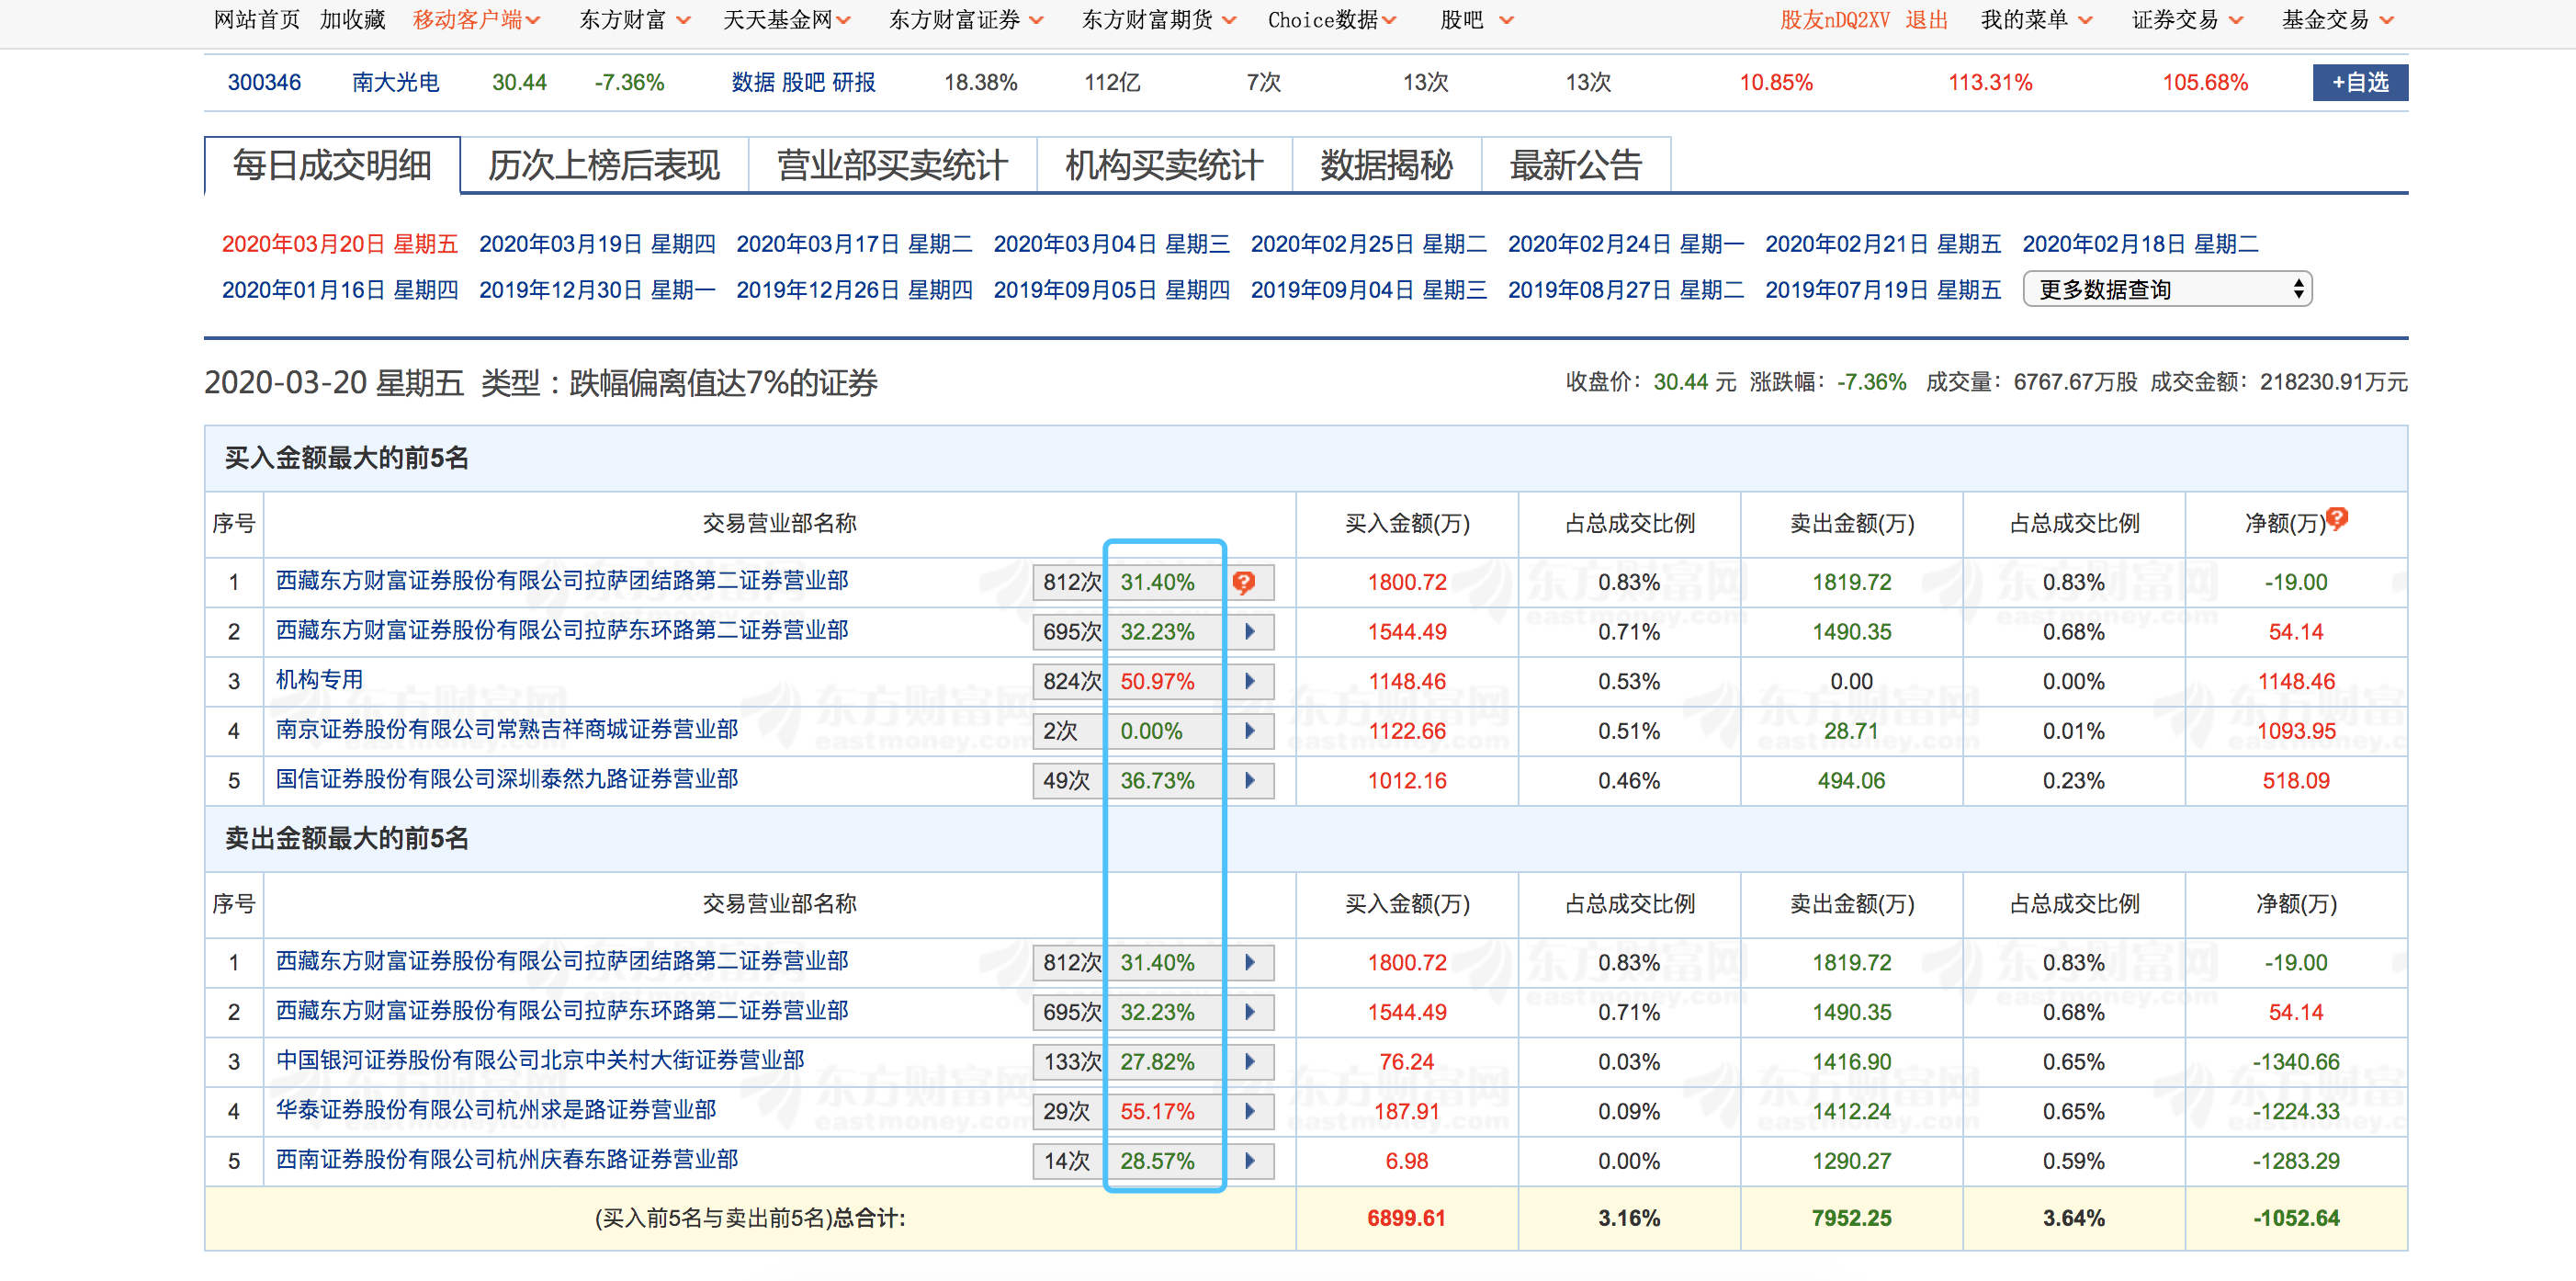 网站首页 加收藏 移动客户端 东方财富 天天基金网 东方财富证券 东方财富期货 Choice数据 股吧 股友nDQ2XV 退出 我的菜单 证券交易 基金交易
300346 南大光电 30.44 -7.36% 数据 股吧 研报 18.38% 112亿 7次 13次 13次 10.85% 113.31% 105.68% +自选
每日成交明细 历次上榜后表现 营业部买卖统计 机构买卖统计 数据揭秘 最新公告
2020年03月20日 星期五 2020年03月19日 星期四 2020年03月17日 星期二 2020年03月04日 星期三 2020年02月25日 星期二 2020年02月24日 星期一 2020年02月21日 星期五 2020年02月18日 星期二
2020年01月16日 星期四 2019年12月30日 星期一 2019年12月26日 星期四 2019年09月05日 星期四 2019年09月04日 星期三 2019年08月27日 星期二 2019年07月19日 星期五 更多数据查询
2020-03-20 星期五 类型：跌幅偏离值达7%的证券 收盘价：30.44 元 涨跌幅：-7.36% 成交量：6767.67万股 成交金额：218230.91万元
买入金额最大的前5名
序号 交易营业部名称 买入金额(万) 占总成交比例 卖出金额(万) 占总成交比例 净额(万)
1 西藏东方财富证券股份有限公司拉萨团结路第二证券营业部 812次 31.40% 1800.72 0.83% 1819.72 0.83% -19.00
2 西藏东方财富证券股份有限公司拉萨东环路第二证券营业部 695次 32.23% 1544.49 0.71% 1490.35 0.68% 54.14
3 机构专用 824次 50.97% 1148.46 0.53% 0.00 0.00% 1148.46
4 南京证券股份有限公司常熟吉祥商城证券营业部 2次 0.00% 1122.66 0.51% 28.71 0.01% 1093.95
5 国信证券股份有限公司深圳泰然九路证券营业部 49次 36.73% 1012.16 0.46% 494.06 0.23% 518.09
卖出金额最大的前5名
序号 交易营业部名称 买入金额(万) 占总成交比例 卖出金额(万) 占总成交比例 净额(万)
1 西藏东方财富证券股份有限公司拉萨团结路第二证券营业部 812次 31.40% 1800.72 0.83% 1819.72 0.83% -19.00
2 西藏东方财富证券股份有限公司拉萨东环路第二证券营业部 695次 32.23% 1544.49 0.71% 1490.35 0.68% 54.14
3 中国银河证券股份有限公司北京中关村大街证券营业部 133次 27.82% 76.24 0.03% 1416.90 0.65% -1340.66
4 华泰证券股份有限公司杭州求是路证券营业部 29次 55.17% 187.91 0.09% 1412.24 0.65% -1224.33
5 西南证券股份有限公司杭州庆春东路证券营业部 14次 28.57% 6.98 0.00% 1290.27 0.59% -1283.29
(买入前5名与卖出前5名)总合计: 6899.61 3.16% 7952.25 3.64% -1052.64